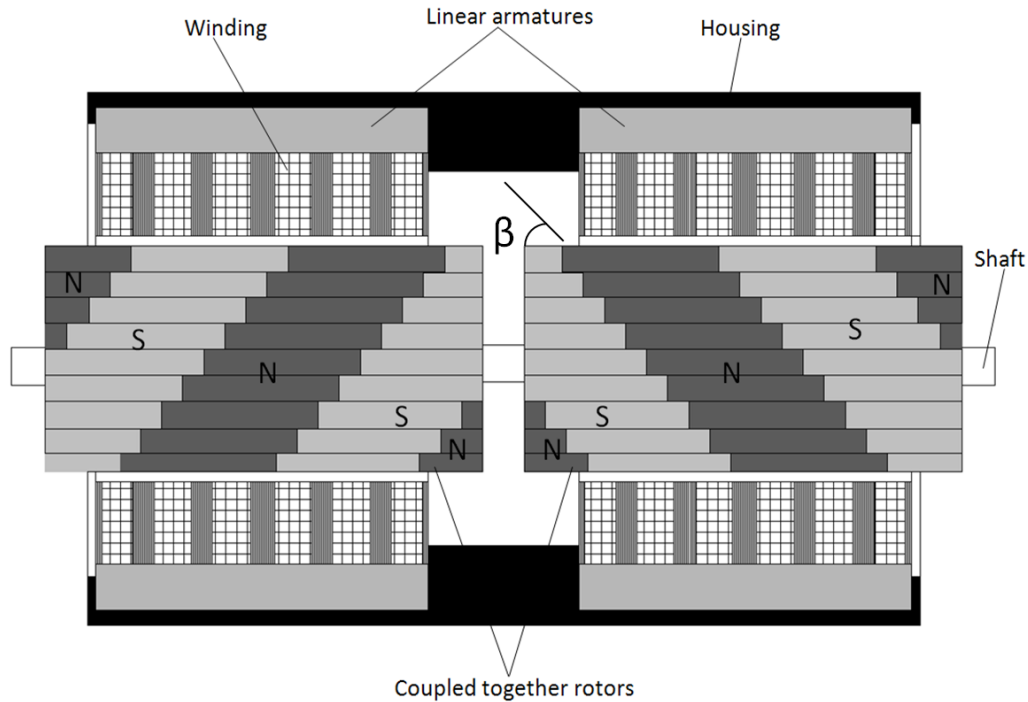 Linear armatures
Winding
Housing
β
Shaft
N
N
S
S
N
N
S
S
N
N
Coupled together rotors